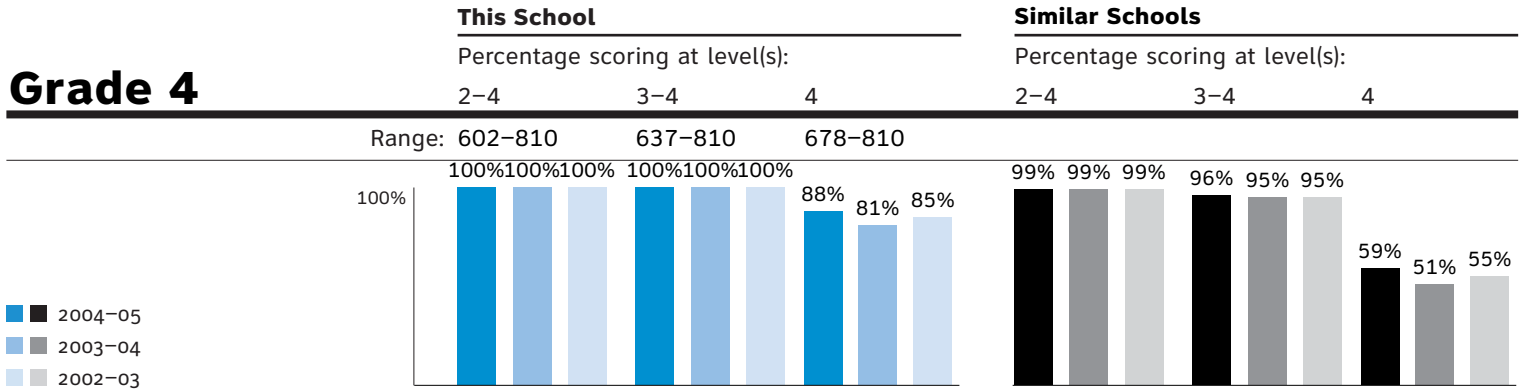 This School
Similar Schools
Percentage scoring at level(s):
Percentage scoring at level(s):
Grade 4
2–4 3–4 4
2–4 3–4 4
Range: 602–810 637–810 678–810
100% 100% 100% 100% 100% 100% 88% 81% 85%
99% 99% 99% 96% 95% 95% 59% 51% 55%
100%
2004–05
2003–04
2002–03